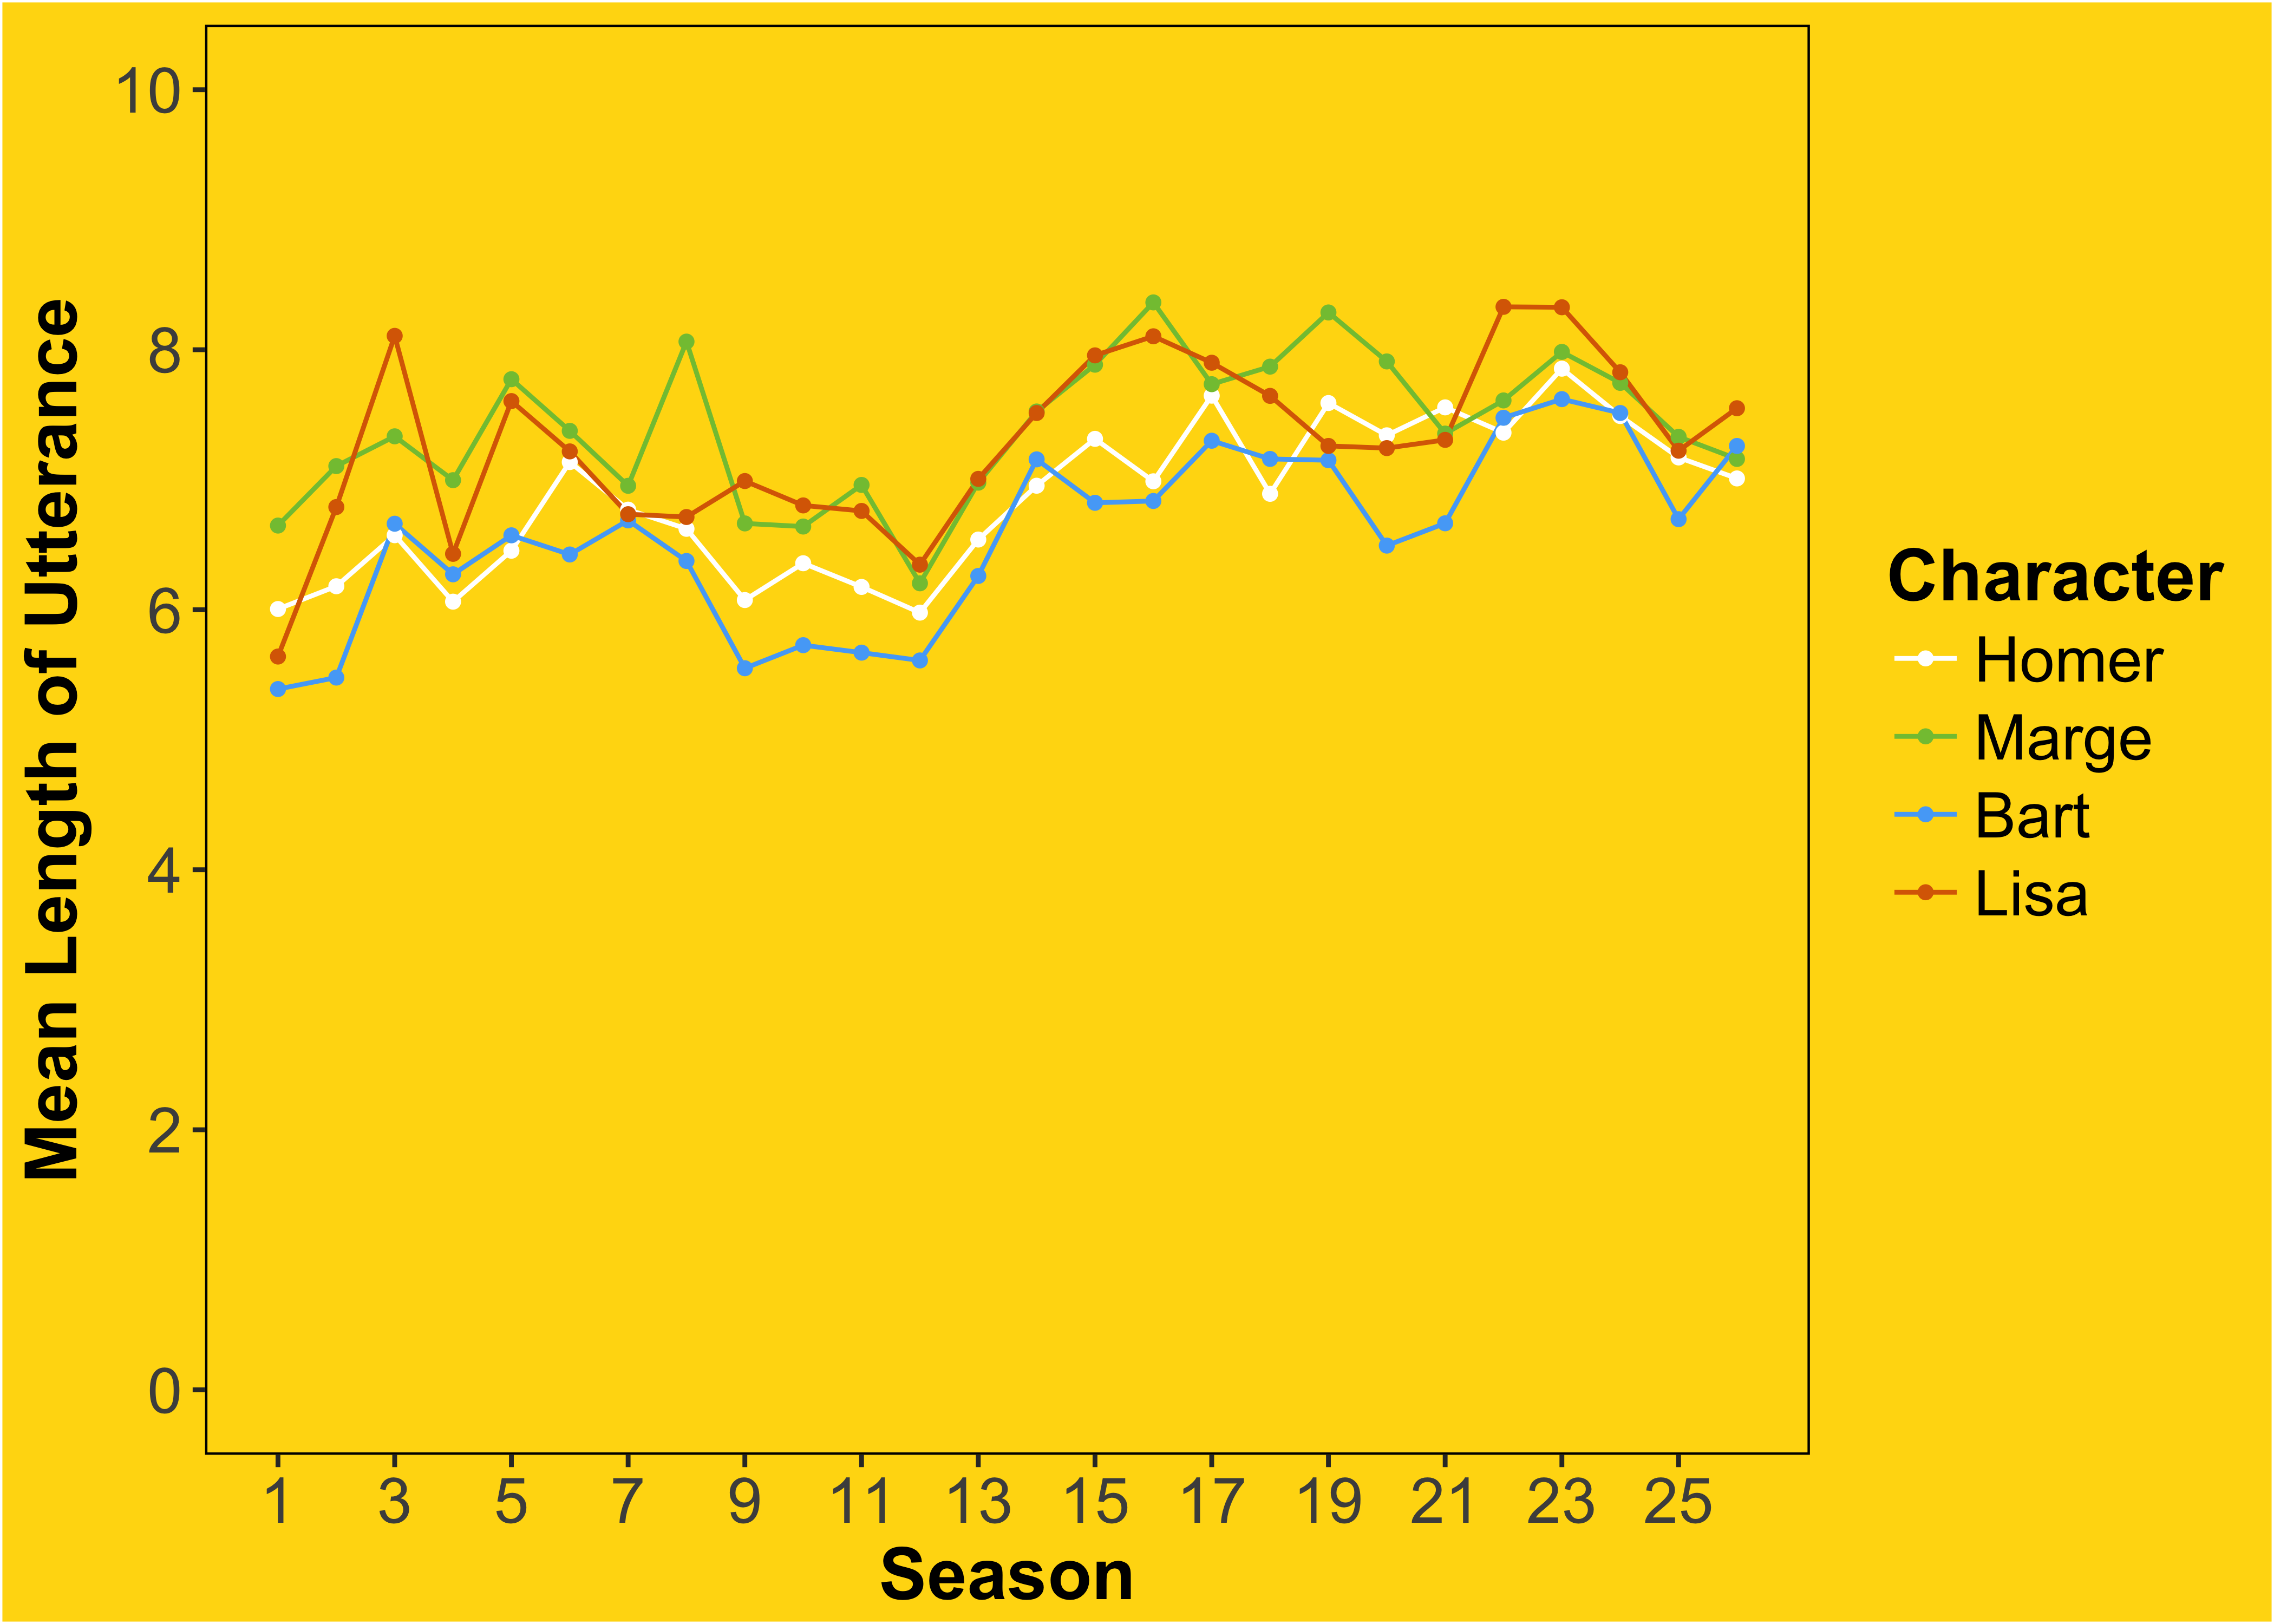 Mean Length of Utterance
10
8
6
4
2
0
1 3 5 7 9 11 13 15 17 19 21 23 25
Season
Character
Homer
Marge
Bart
Lisa